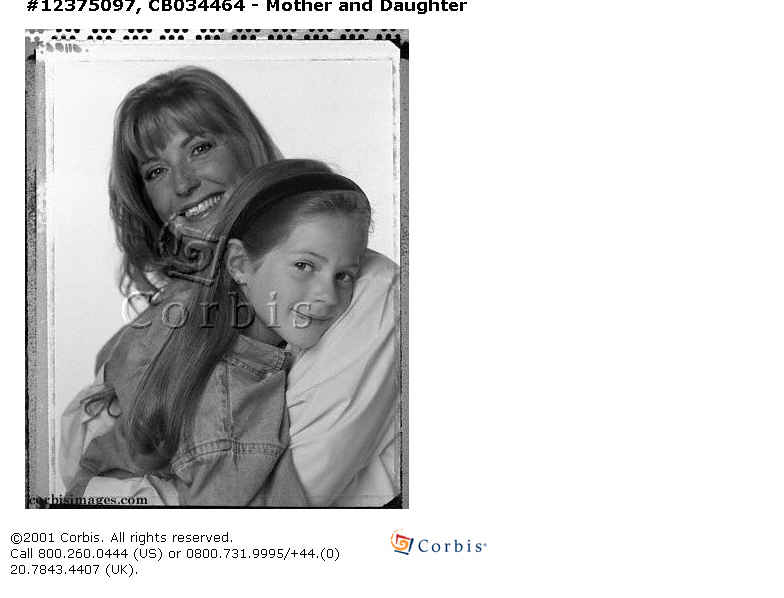 #12375097, CB034464 - Mother and Daughter
Corbis
corbisimages.com
©2001 Corbis. All rights reserved.
Call 800.260.0444 (US) or 0800.731.9995/+44.(0)
20.7843.4407 (UK).
Corbis